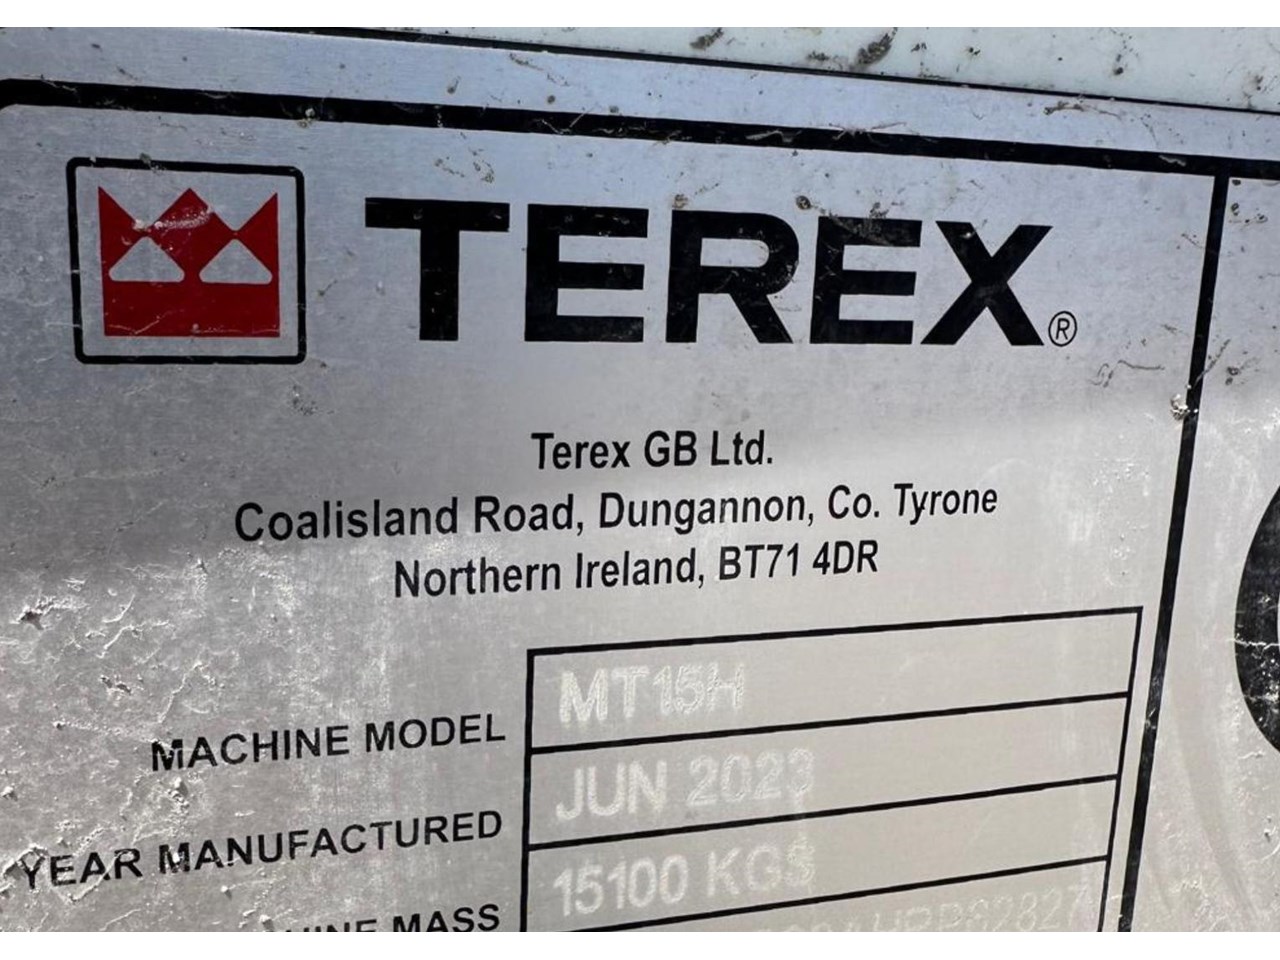 TEREX®
Terex GB Ltd.
Coalisland Road, Dungannon, Co. Tyrone
Northern Ireland, BT71 4DR
MACHINE MODEL MT15H
YEAR MANUFACTURED JUN 2023
MASS 15100 KGS